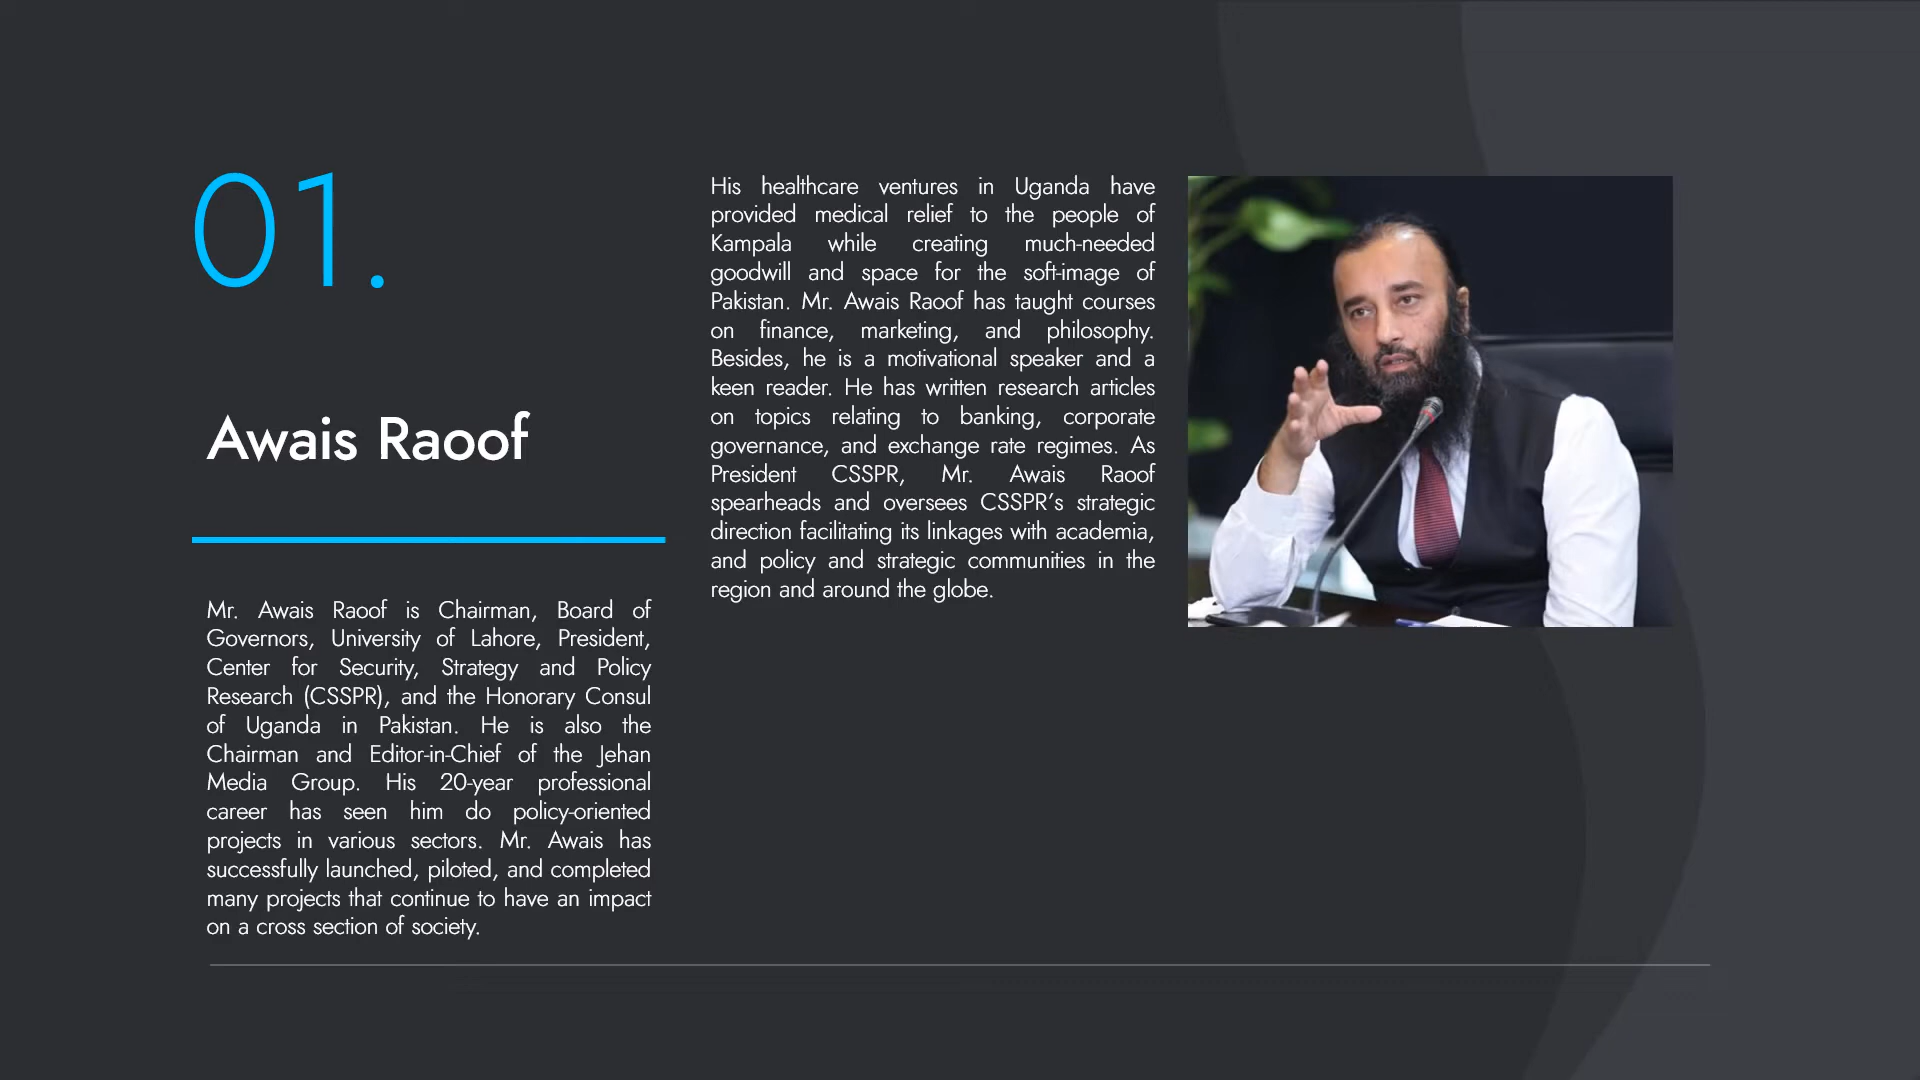 01.
Awais Raoof
Mr. Awais Raoof is Chairman, Board of
Governors, University of Lahore, President,
Center for Security, Strategy and Policy
Research (CSSPR), and the Honorary Consul
of Uganda in Pakistan. He is also the
Chairman and Editor-in-Chief of the Jehan
Media Group. His 20-year professional
career has seen him do policy-oriented
projects in various sectors. Mr. Awais has
successfully launched, piloted, and completed
many projects that continue to have an impact
on a cross section of society.
His healthcare ventures in Uganda have
provided medical relief to the people of
Kampala while creating much-needed
goodwill and space for the soft-image of
Pakistan. Mr. Awais Raoof has taught courses
on finance, marketing, and philosophy.
Besides, he is a motivational speaker and a
keen reader. He has written research articles
on topics relating to banking, corporate
governance, and exchange rate regimes. As
President CSSPR, Mr. Awais Raoof
spearheads and oversees CSSPR’s strategic
direction facilitating its linkages with academia,
and policy and strategic communities in the
region and around the globe.